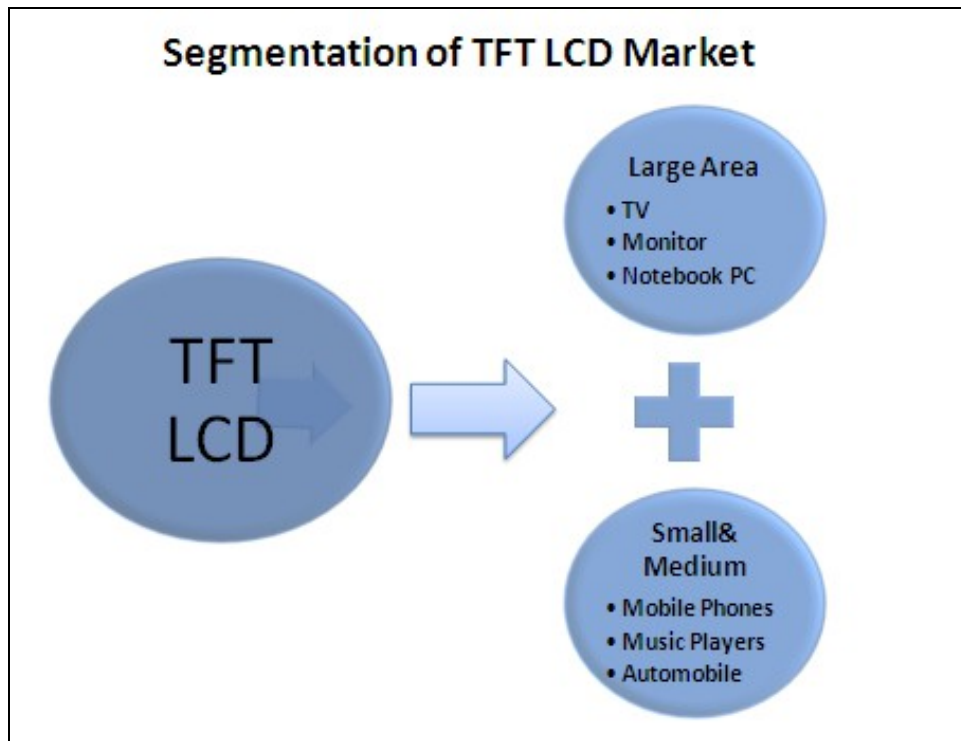 Segmentation of TFT LCD Market
TFT
LCD
Large Area
• TV
• Monitor
• Notebook PC
Small&
Medium
• Mobile Phones
• Music Players
• Automobile